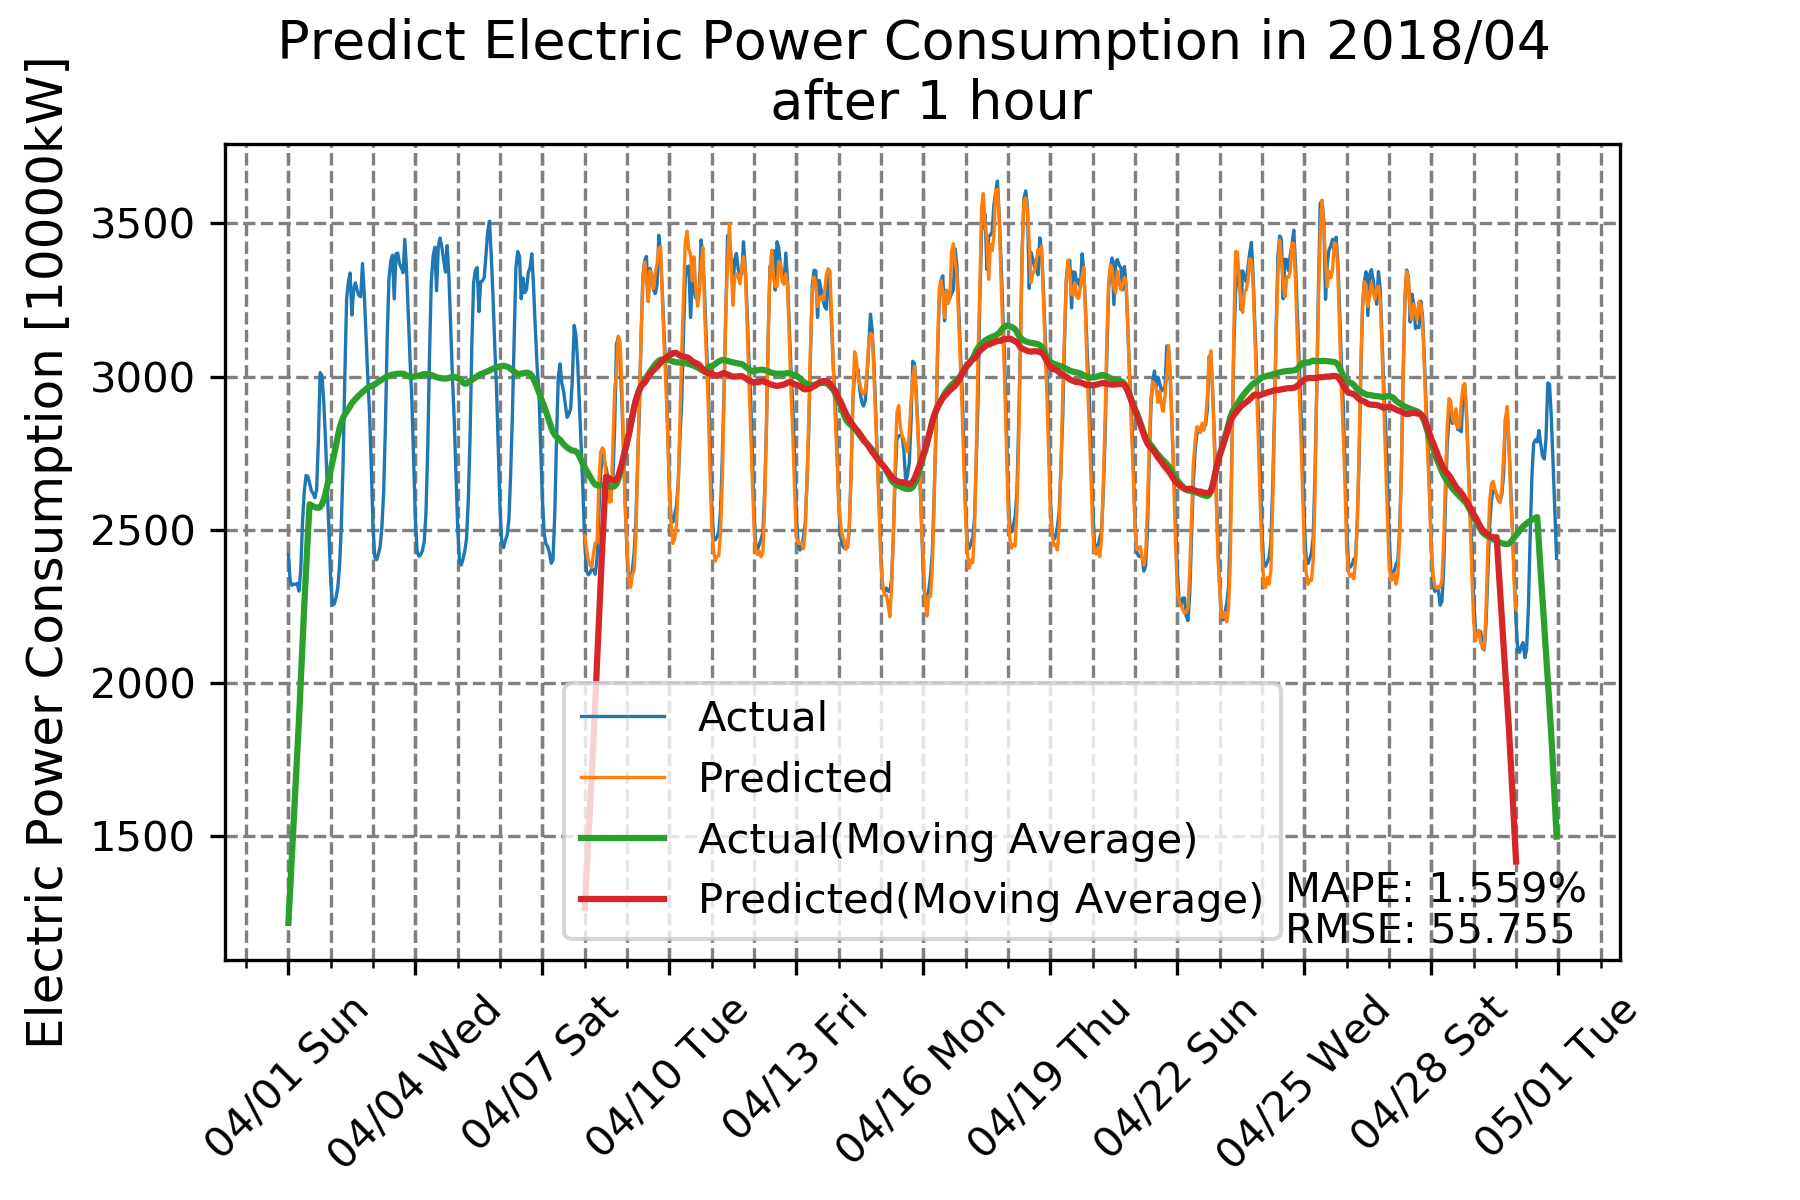 Predict Electric Power Consumption in 2018/04
after 1 hour
Electric Power Consumption [10000kW]
3500
3000
2500
2000
1500
Actual
Predicted
Actual(Moving Average)
Predicted(Moving Average)
MAPE: 1.559%
RMSE: 55.755
04/01 Sun
04/04 Wed
04/07 Sat
04/10 Tue
04/13 Fri
04/16 Mon
04/19 Thu
04/22 Sun
04/25 Wed
04/28 Sat
05/01 Tue